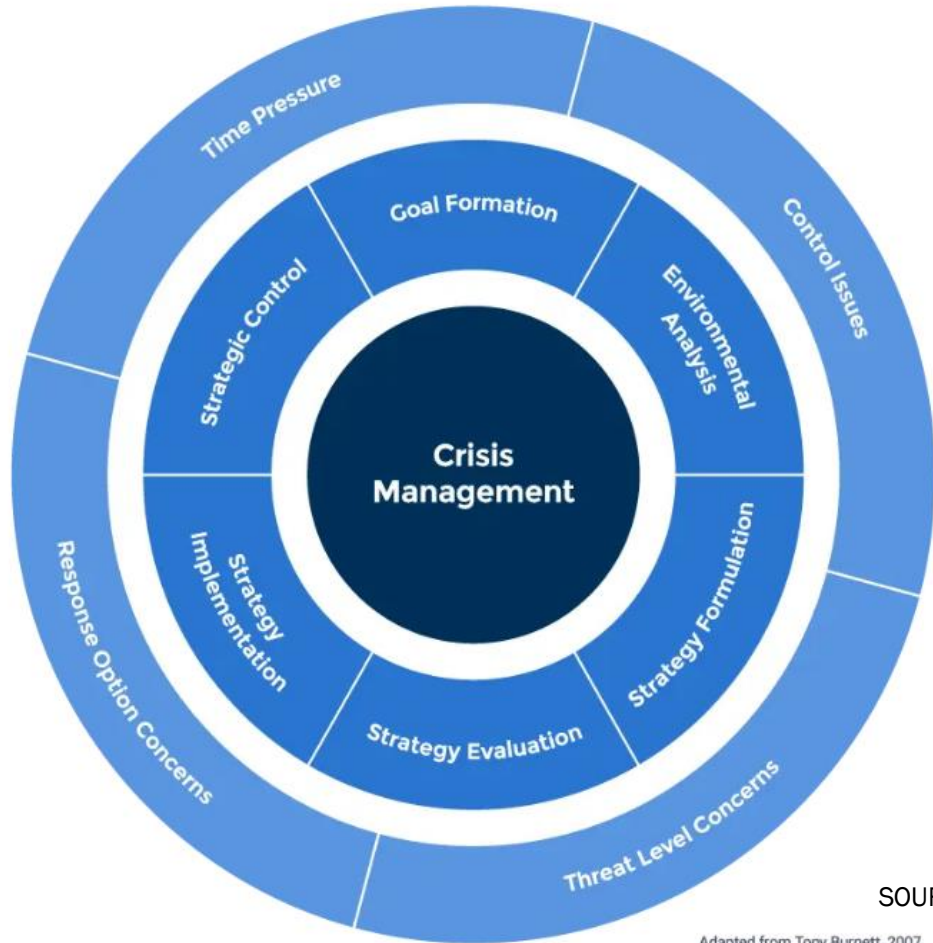 Time Pressure
Control Issues
Threat Level Concerns
Response Option Concerns
Goal Formation
Environmental
Analysis
Strategy Formulation
Strategy Evaluation
Strategy
Implementation
Strategic Control
Crisis
Management
SOUR
Adapted from Tony Burnett, 2007